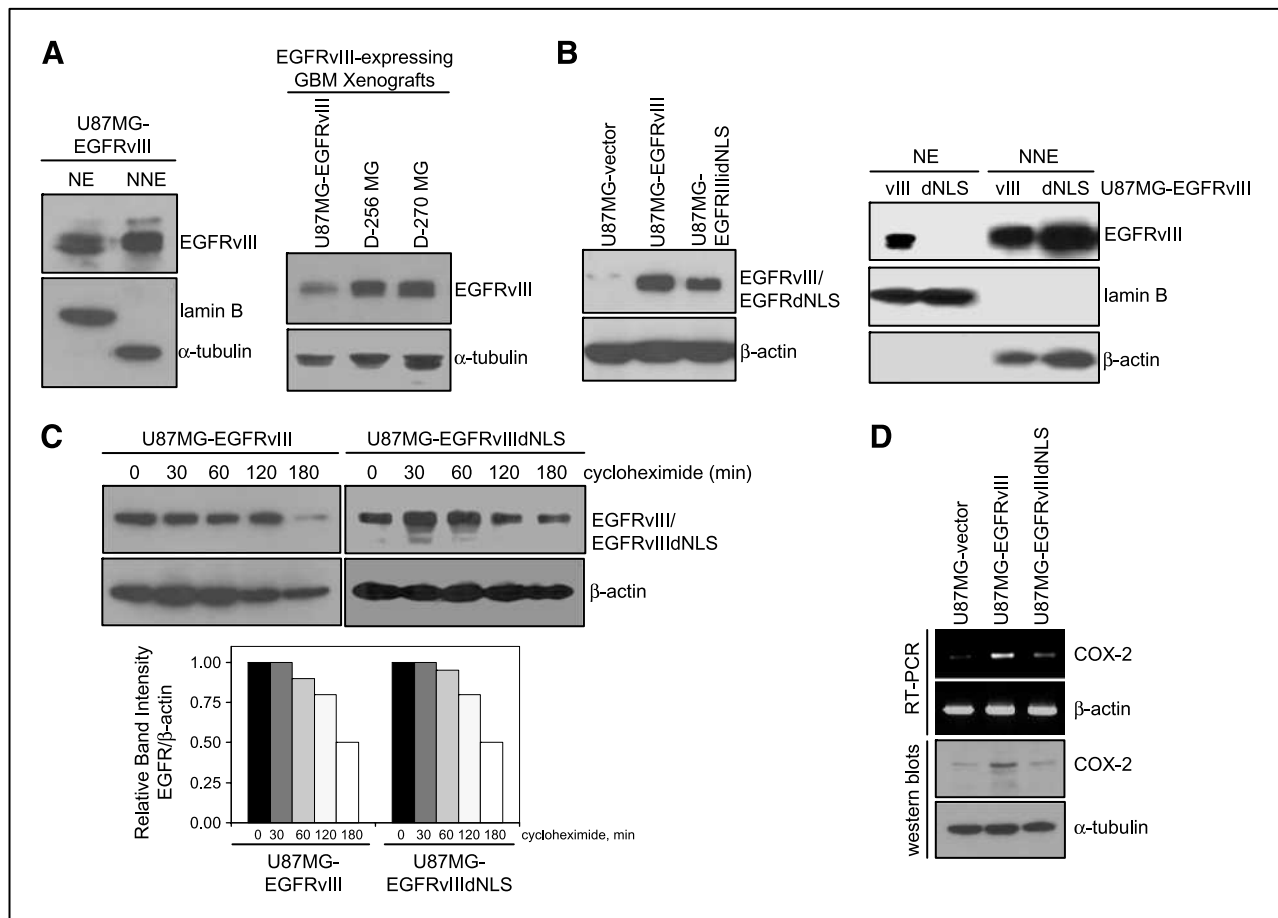 A
U87MG-
EGFRvIII
NE NNE
EGFRvIII
lamin B
α-tubulin
EGFRvIII-expressing
GBM Xenografts
U87MG-EGFRvIII
D-256 MG
D-270 MG
EGFRvIII
α-tubulin
B
U87MG-vector
U87MG-EGFRvIII
U87MG-
EGFRIIIdNLS
EGFRvIII/
EGFRdNLS
β-actin
NE NNE
vIII dNLS vIII dNLS U87MG-EGFRvIII
EGFRvIII
lamin B
β-actin
C
U87MG-EGFRvIII U87MG-EGFRvIIIdNLS
0 30 60 120 180 0 30 60 120 180 cycloheximide (min)
EGFRvIII/
EGFRvIIIdNLS
β-actin
Relative Band Intensity
EGFR/β-actin
1.00
0.75
0.50
0.25
0.00
0 30 60 120 180 0 30 60 120 180 cycloheximide, min
U87MG-
EGFRvIII
U87MG-
EGFRvIIIdNLS
D
U87MG-vector
U87MG-EGFRvIII
U87MG-EGFRvIIIdNLS
RT-PCR
COX-2
β-actin
western blots
COX-2
α-tubulin